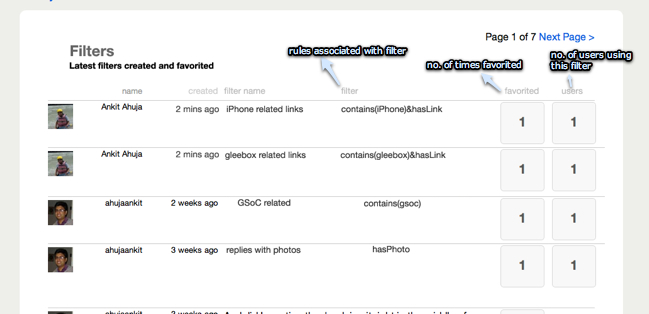 Page 1 of 7 Next Page >
Filters
Latest filters created and favorited
rules associated with filter
no. of times favorited
no. of users using
this filter
name created filter name filter favorited users
Ankit Ahuja 2 mins ago iPhone related links contains(iPhone)&hasLink 1 1
Ankit Ahuja 2 mins ago gleebox related links contains(gleebox)&hasLink 1 1
ahujaankit 2 weeks ago GSoC related contains(gsoc) 1 1
ahujaankit 3 weeks ago replies with photos hasPhoto 1 1
ahujaankit 3 weeks ago